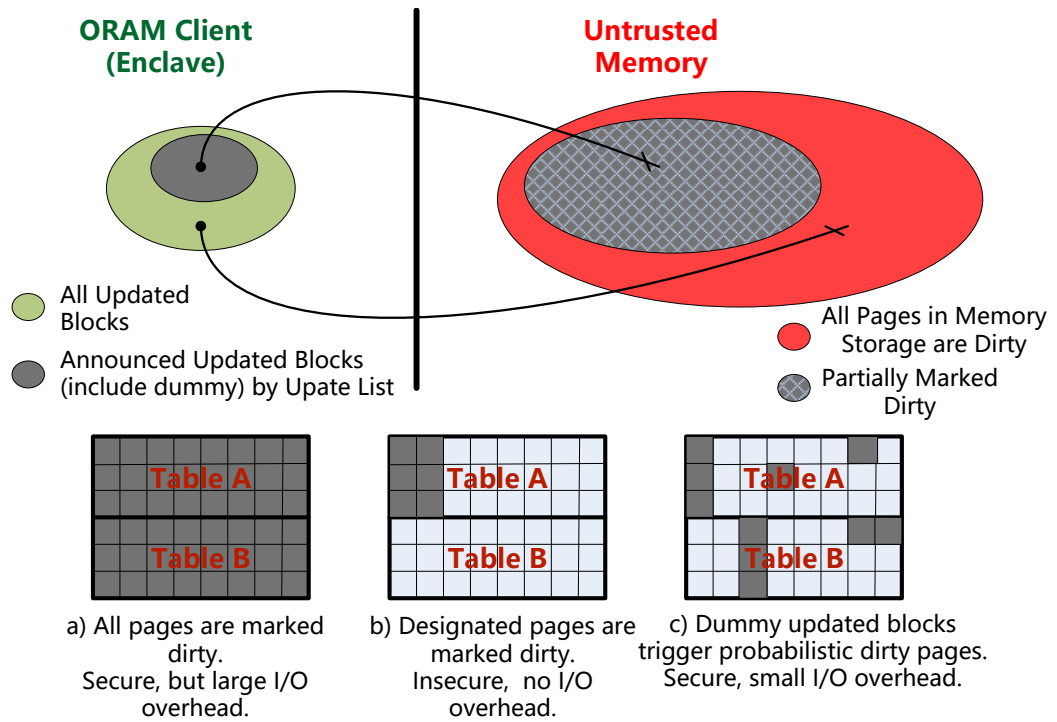 ORAM Client
(Enclave)
Untrusted
Memory
All Updated
Blocks
Announced Updated Blocks
(include dummy) by Upate List
All Pages in Memory
Storage are Dirty
Partially Marked
Dirty
Table A
Table B
a) All pages are marked
dirty.
Secure, but large I/O
overhead.
Table A
Table B
b) Designated pages are
marked dirty.
Insecure, no I/O
overhead.
Table A
Table B
c) Dummy updated blocks
trigger probabilistic dirty pages.
Secure, small I/O overhead.